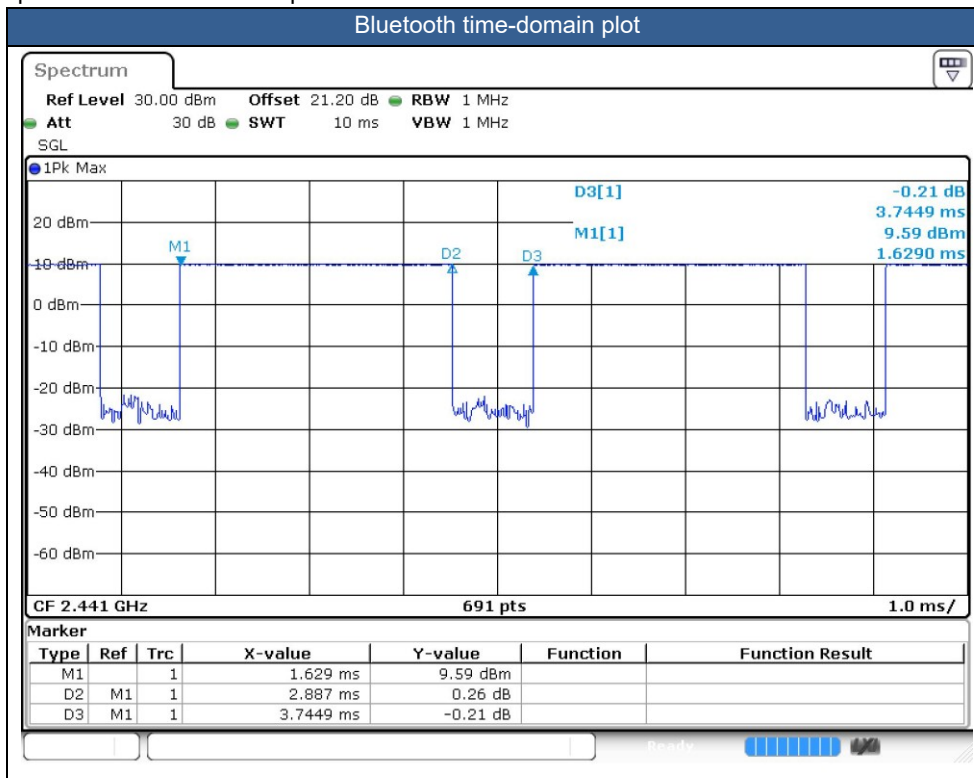 Bluetooth time-domain plot
Spectrum
Ref Level 30.00 dBm Offset 21.20 dB RBW 1 MHz
Att 30 dB SWT 10 ms VBW 1 MHz
SGL
1Pk Max
D3[1] -0.21 dB
3.7449 ms
20 dBm
M1[1] 9.59 dBm
1.6290 ms
M1
D2
D3
10 dBm
0 dBm
-10 dBm
-20 dBm
-30 dBm
-40 dBm
-50 dBm
-60 dBm
CF 2.441 GHz 691 pts 1.0 ms/
Marker
Type Ref Trc X-value Y-value Function Function Result
M1 1 1.629 ms 9.59 dBm
D2 M1 1 2.887 ms 0.26 dB
D3 M1 1 3.7449 ms -0.21 dB
Ready